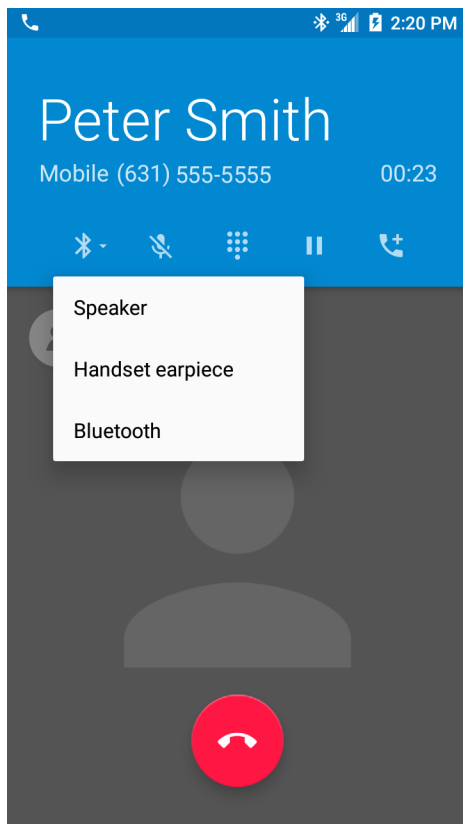 3G 2:20 PM
Peter Smith
Mobile (631) 555-5555 00:23
Speaker
Handset earpiece
Bluetooth